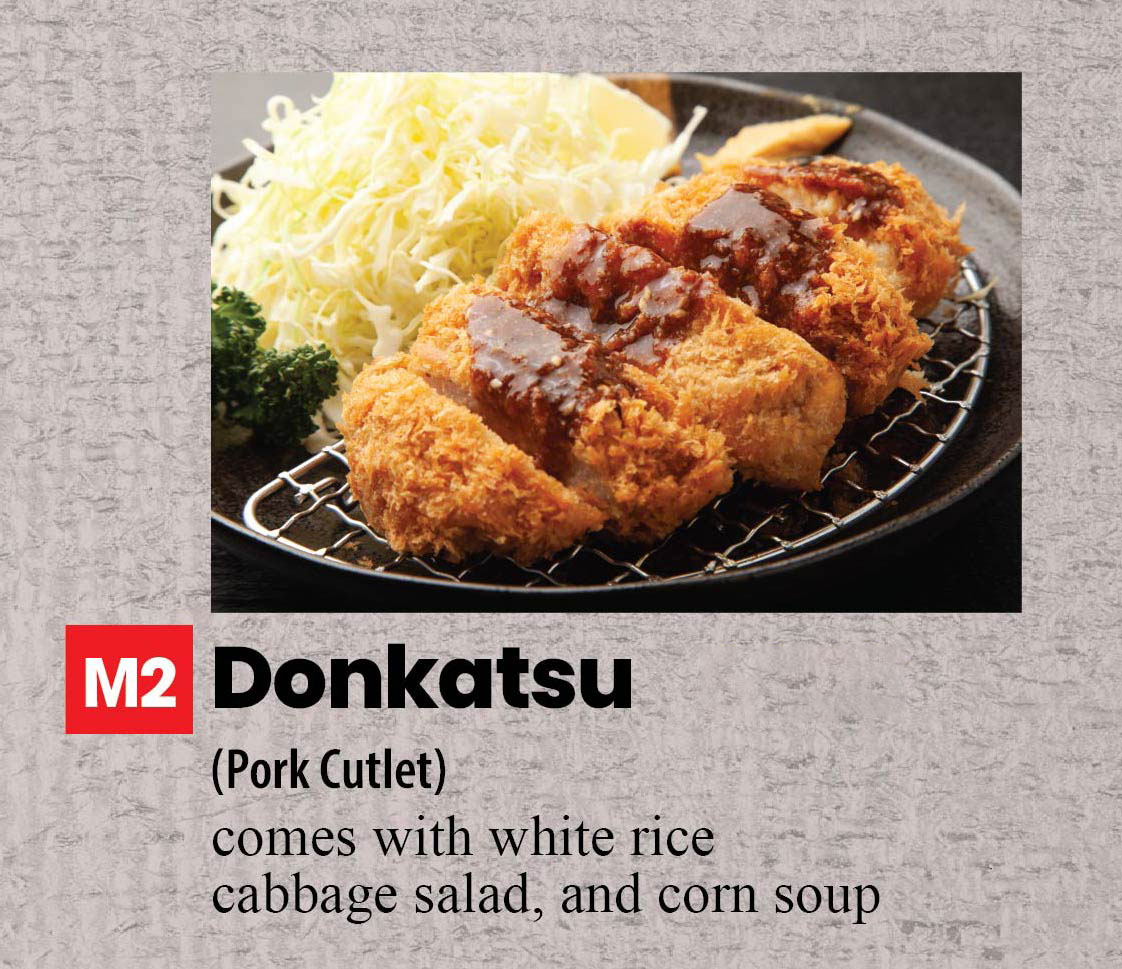 M2 Donkatsu
(Pork Cutlet)
comes with white rice
cabbage salad, and corn soup